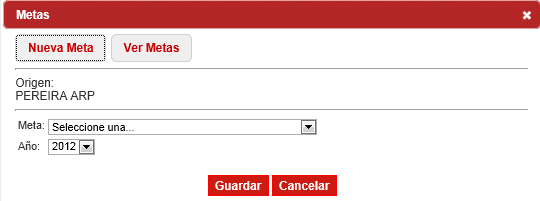 Metas
Nueva Meta Ver Metas
Origen:
PEREIRA ARP
Meta: Seleccione una...
Año: 2012
Guardar Cancelar